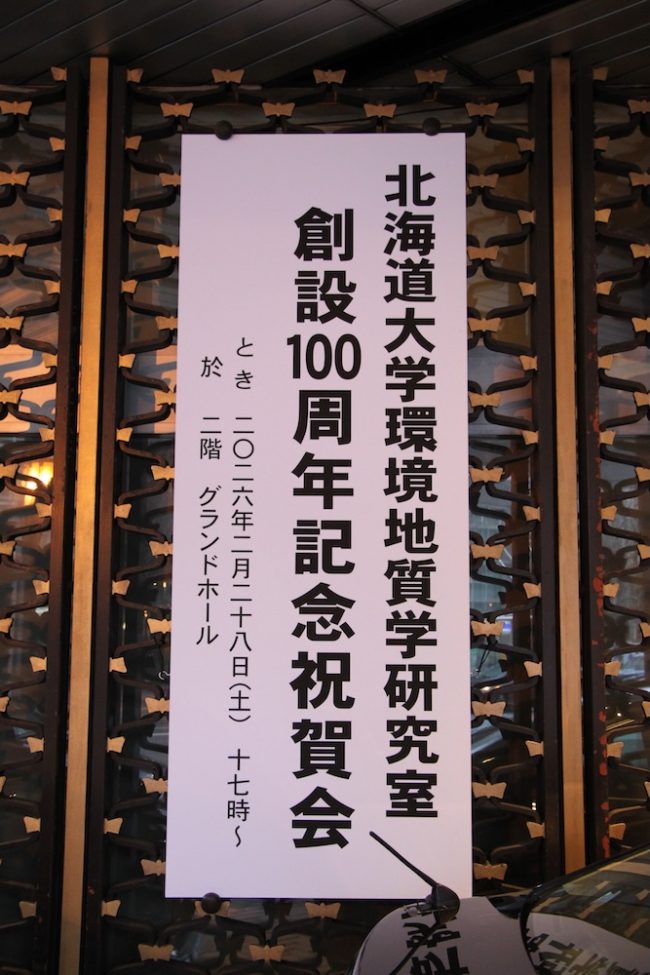 北海道大学環境地質学研究室
創設100周年記念祝賀会
とき 二〇二六年二月二十八日(土) 十七時~
於 二階 グランドホール